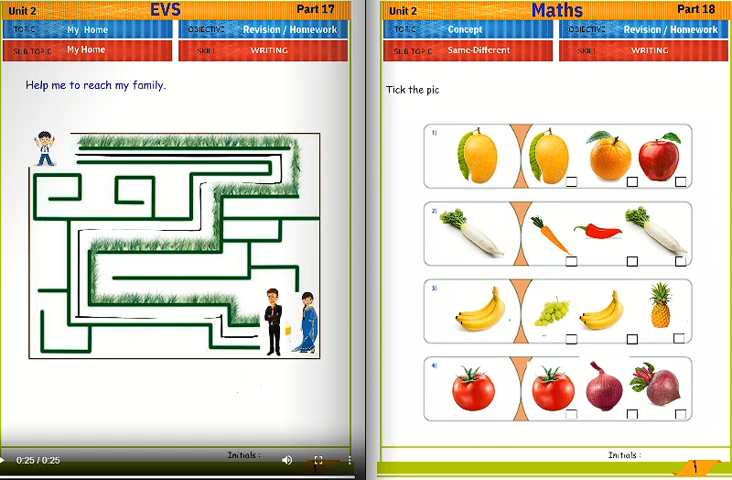 Unit 2 EVS Part 17
TOPIC My Home OBJECTIVE Revision / Homework
SUB TOPIC My Home SKILL WRITING
Help me to reach my family.
Initials :
0:25 / 0:25
Unit 2 Maths Part 18
TOPIC Concept OBJECTIVE Revision / Homework
SUB TOPIC Same-Different SKILL WRITING
Tick the pic
1)
2)
3)
4)
Initials :